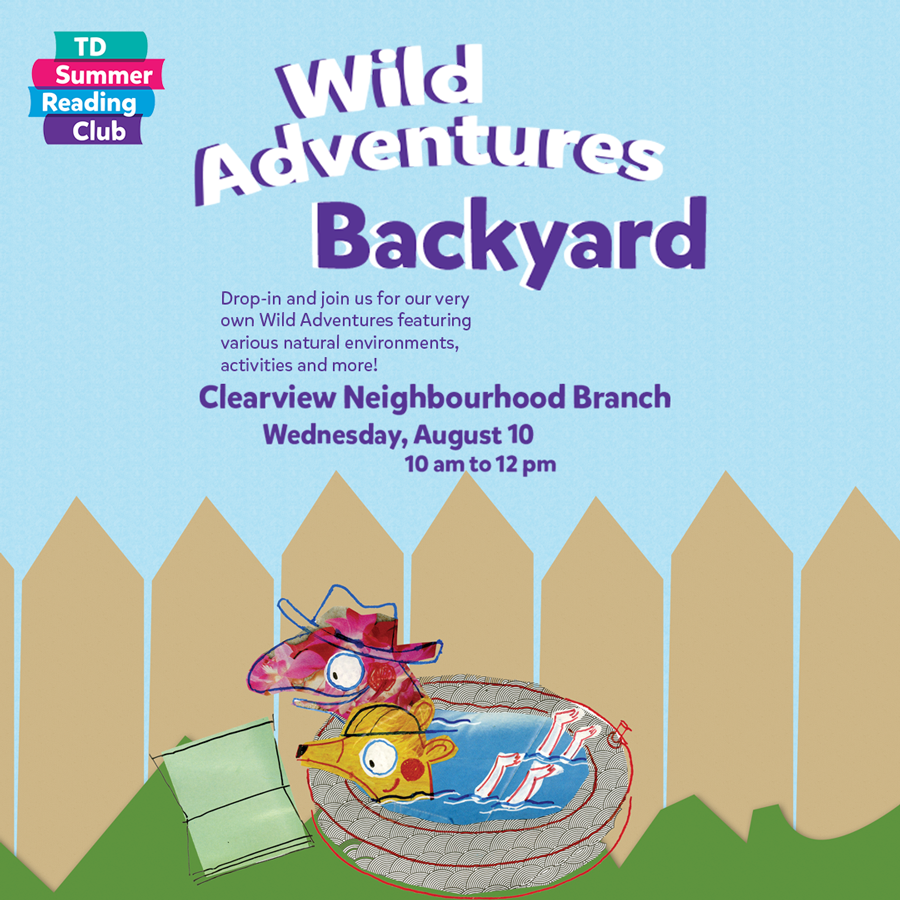 TD
Summer
Reading
Club
Wild
Adventures
Backyard
Drop-in and join us for our very
own Wild Adventures featuring
various natural environments,
activities and more!
Clearview Neighbourhood Branch
Wednesday, August 10
10 am to 12 pm